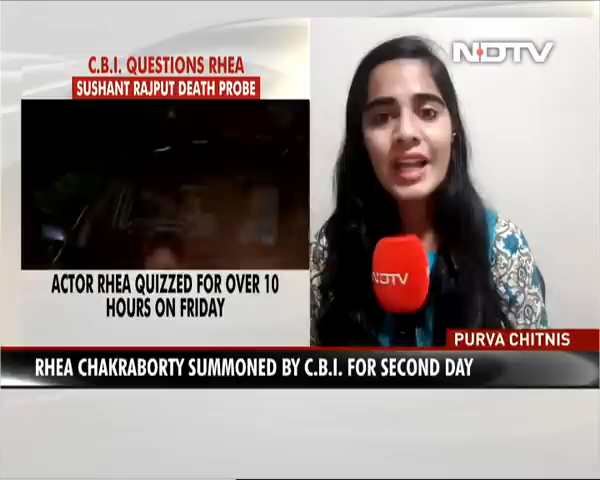 C.B.I. QUESTIONS RHEA
SUSHANT RAJPUT DEATH PROBE
NDTV
ACTOR RHEA QUIZZED FOR OVER 10
HOURS ON FRIDAY
NDTV
PURVA CHITNIS
RHEA CHAKRABORTY SUMMONED BY C.B.I. FOR SECOND DAY